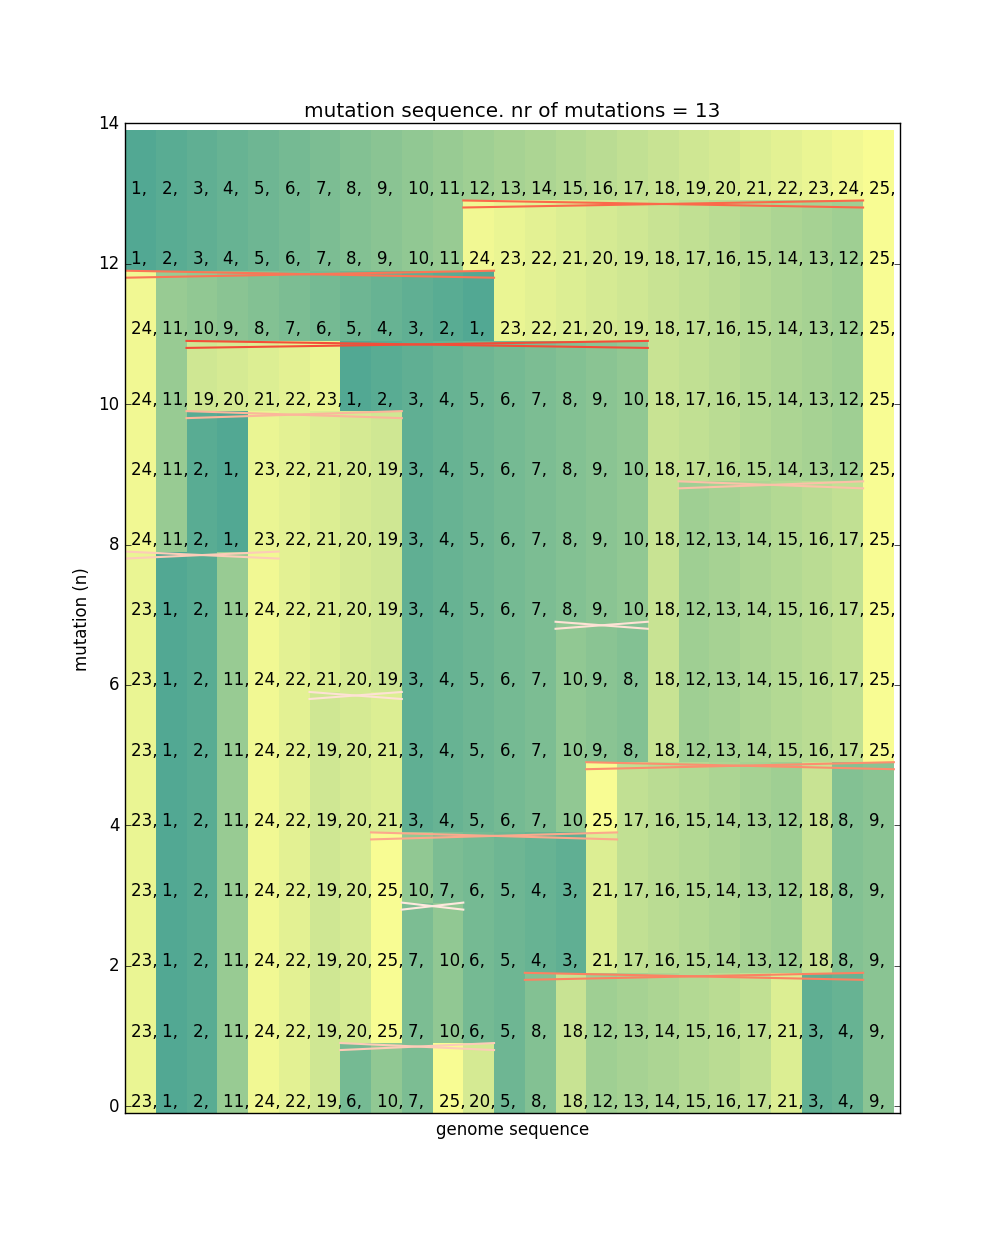 mutation sequence. nr of mutations = 13
14
1, 2, 3, 4, 5, 6, 7, 8, 9, 10, 11, 12, 13, 14, 15, 16, 17, 18, 19, 20, 21, 22, 23, 24, 25,
12 1, 2, 3, 4, 5, 6, 7, 8, 9, 10, 11, 24, 23, 22, 21, 20, 19, 18, 17, 16, 15, 14, 13, 12, 25,
24, 11, 10, 9, 8, 7, 6, 5, 4, 3, 2, 1, 23, 22, 21, 20, 19, 18, 17, 16, 15, 14, 13, 12, 25,
10 24, 11, 19, 20, 21, 22, 23, 1, 2, 3, 4, 5, 6, 7, 8, 9, 10, 18, 17, 16, 15, 14, 13, 12, 25,
24, 11, 2, 1, 23, 22, 21, 20, 19, 3, 4, 5, 6, 7, 8, 9, 10, 18, 17, 16, 15, 14, 13, 12, 25,
8 24, 11, 2, 1, 23, 22, 21, 20, 19, 3, 4, 5, 6, 7, 8, 9, 10, 18, 12, 13, 14, 15, 16, 17, 25,
23, 1, 2, 11, 24, 22, 21, 20, 19, 3, 4, 5, 6, 7, 8, 9, 10, 18, 12, 13, 14, 15, 16, 17, 25,
6 23, 1, 2, 11, 24, 22, 21, 20, 19, 3, 4, 5, 6, 7, 10, 9, 8, 18, 12, 13, 14, 15, 16, 17, 25,
23, 1, 2, 11, 24, 22, 19, 20, 21, 3, 4, 5, 6, 7, 10, 9, 8, 18, 12, 13, 14, 15, 16, 17, 25,
4 23, 1, 2, 11, 24, 22, 19, 20, 21, 3, 4, 5, 6, 7, 10, 25, 17, 16, 15, 14, 13, 12, 18, 8, 9,
23, 1, 2, 11, 24, 22, 19, 20, 25, 10, 7, 6, 5, 4, 3, 21, 17, 16, 15, 14, 13, 12, 18, 8, 9,
2 23, 1, 2, 11, 24, 22, 19, 20, 25, 7, 10, 6, 5, 4, 3, 21, 17, 16, 15, 14, 13, 12, 18, 8, 9,
23, 1, 2, 11, 24, 22, 19, 20, 25, 7, 10, 6, 5, 8, 18, 12, 13, 14, 15, 16, 17, 21, 3, 4, 9,
0 23, 1, 2, 11, 24, 22, 19, 6, 10, 7, 25, 20, 5, 8, 18, 12, 13, 14, 15, 16, 17, 21, 3, 4, 9,
mutation (n)
genome sequence